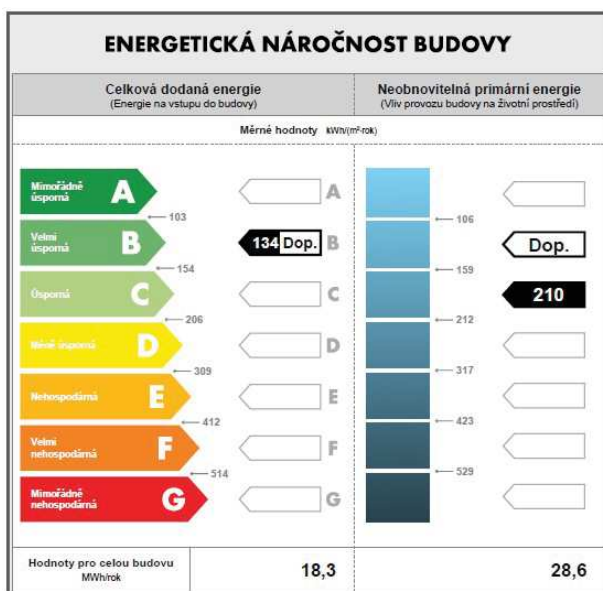 ENERGETICKÁ NÁROČNOST BUDOVY
Celková dodaná energie
(Energie na vstupu do budovy)
Neobnovitelná primární energie
(Vliv provozu budovy na životní prostředí)
Měrné hodnoty kWh/(m²·rok)
Mimořádně
úsporná
A
A
103
106
Velmi
úsporná
B
134 Dop.
B
Dop.
154
159
Úsporná
C
C
210
206
212
Méně úsporná
D
D
309
317
Nehospodárná
E
E
412
423
Velmi
nehospodárná
F
F
514
529
Mimořádně
nehospodárná
G
G
Hodnoty pro celou budovu
MWh/rok
18,3
28,6